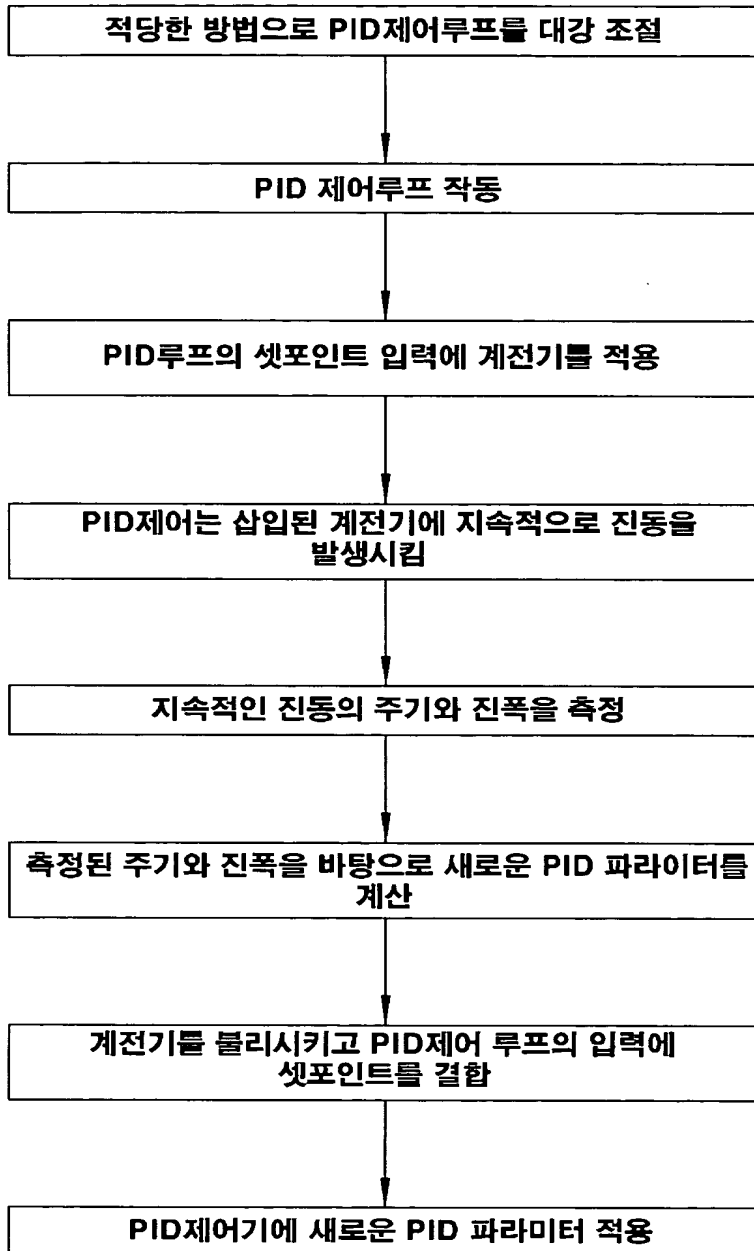 적당한 방법으로 PID제어루프를 대강 조절
PID 제어루프 작동
PID루프의 셋포인트 입력에 계전기를 적용
PID제어는 삽입된 계전기에 지속적으로 진동을
발생시킴
지속적인 진동의 주기와 진폭을 측정
측정된 주기와 진폭을 바탕으로 새로운 PID 파라이터를
계산
계전기를 불리시키고 PID제어 루프의 입력에
셋포인트를 결합
PID제어기에 새로운 PID 파라미터 적용